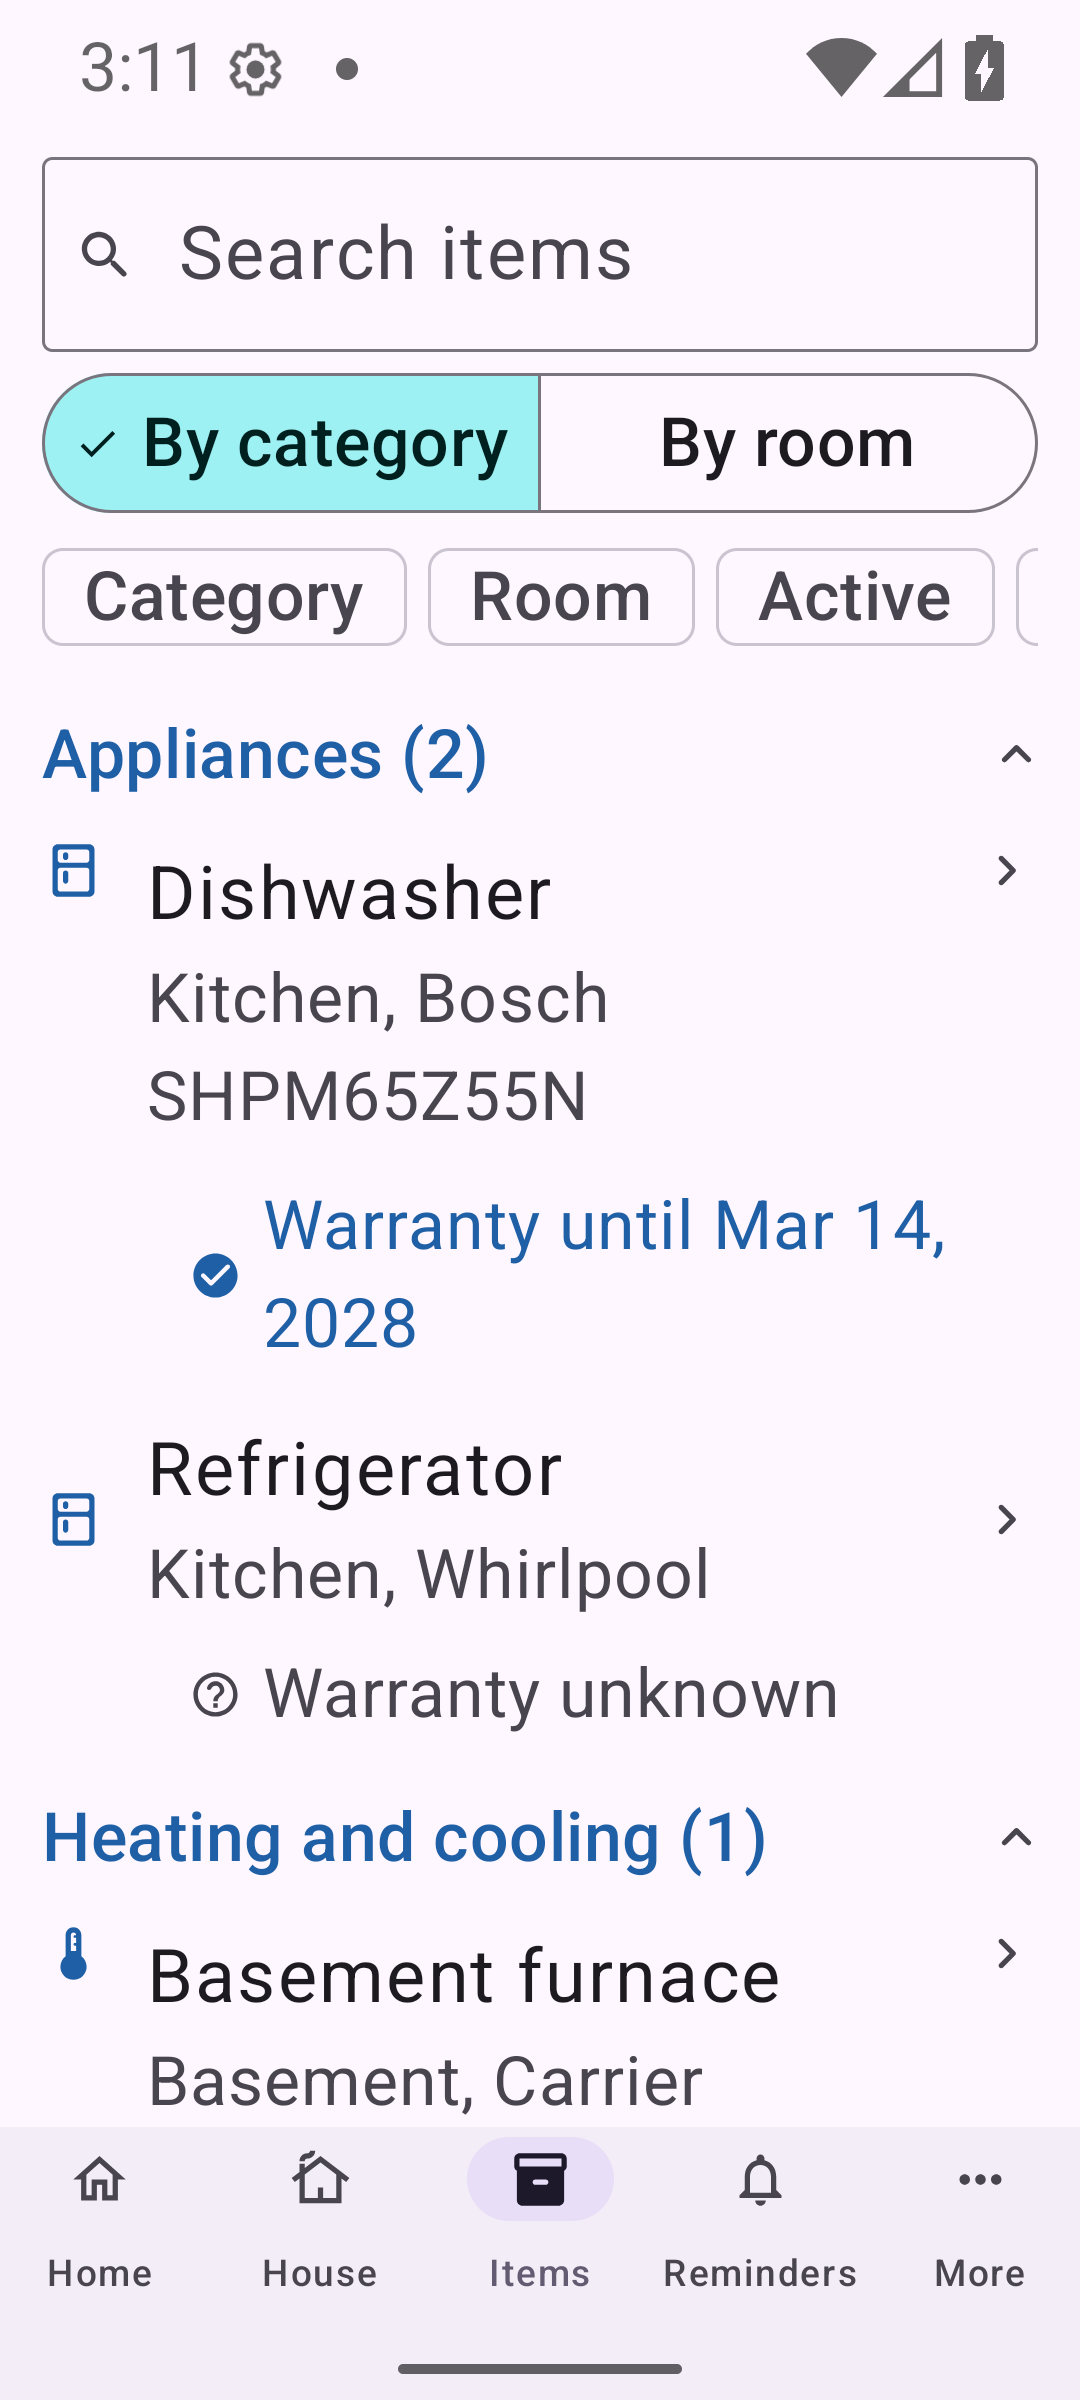 3:11
Search items
By category
By room
Category
Room
Active
Appliances (2)
Dishwasher
Kitchen, Bosch
SHPM65Z55N
Warranty until Mar 14,
2028
Refrigerator
Kitchen, Whirlpool
Warranty unknown
Heating and cooling (1)
Basement furnace
Basement, Carrier
Home
House
Items
Reminders
More